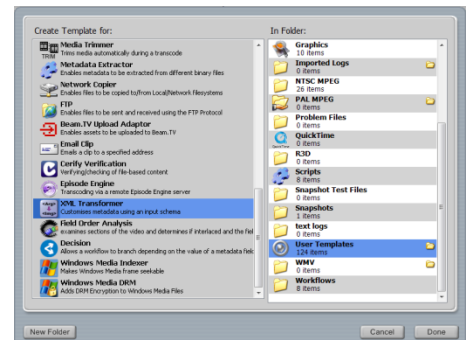 Create Template for:
Media Trimmer
Trims media automatically during a transcode
TRIM
Metadata Extractor
Enables metadata to be extracted from different binary files
Network Copier
Enables files to be copied to/from Local/Network filesystems
FTP
Enables files to be sent and received using the FTP Protocol
Beam.TV Upload Adaptor
Enables assets to be uploaded to Beam.TV
Email Clip
Emails a clip to a specified address
Cerify Verification
Verifying/checking of file-based content
Episode Engine
Transcoding via a remote Episode Engine server
XML Transformer
Customises metadata using an input schema
Field Order Analysis
examines sections of the video and determines if interlaced and the fiel
Decision
Allows a workflow to branch depending on the value of a metadata fiel
Windows Media Indexer
Makes Windows Media frame seekable
Windows Media DRM
Adds DRM Encryption to Windows Media Files
In Folder:
Graphics
10 items
Imported Logs
0 items
NTSC MPEG
26 items
PAL MPEG
0 items
Problem Files
0 items
QuickTime
0 items
R3D
0 items
Scripts
8 items
Snapshot Test Files
0 items
Snapshots
1 items
text logs
0 items
User Templates
124 items
WMV
0 items
Workflows
8 items
New Folder
Cancel
Done